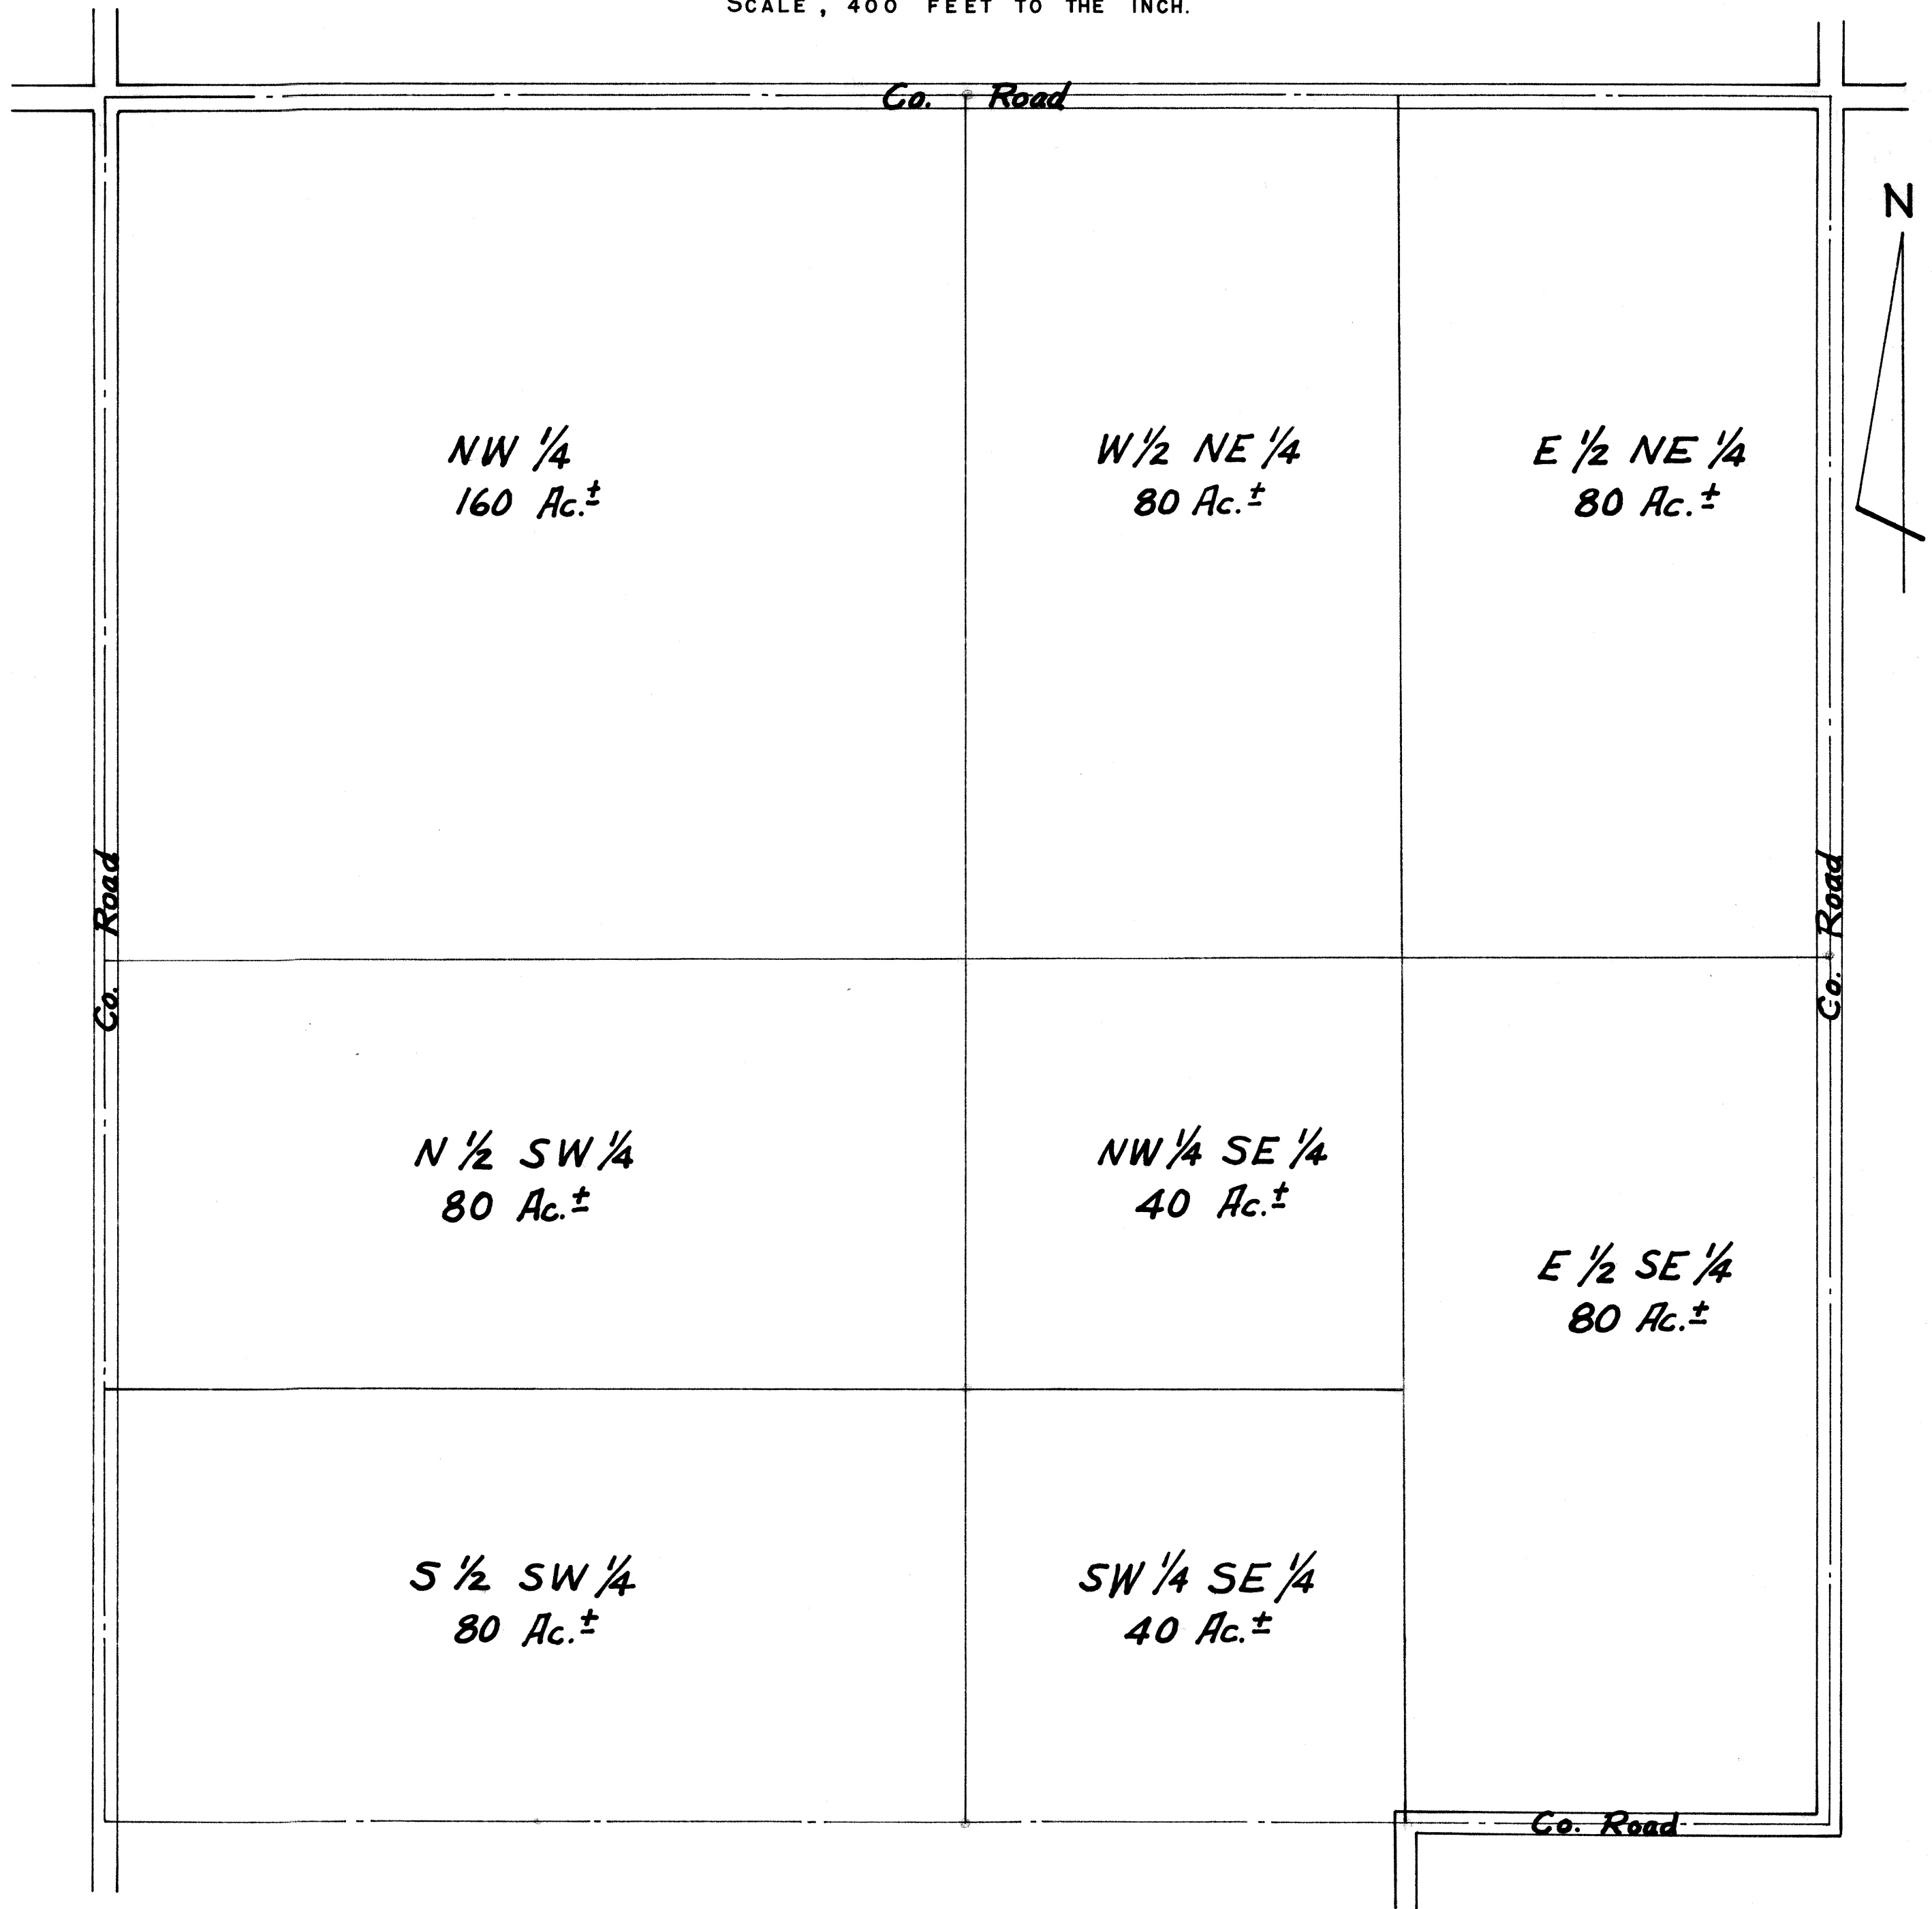 SCALE, 400 FEET TO THE INCH.
Co. Road
N
NW 1/4
160 Ac.±
W 1/2 NE 1/4
80 Ac.±
E 1/2 NE 1/4
80 Ac.±
Co. Road
Co. Road
N 1/2 SW 1/4
80 Ac.±
NW 1/4 SE 1/4
40 Ac.±
E 1/2 SE 1/4
80 Ac.±
S 1/2 SW 1/4
80 Ac.±
SW 1/4 SE 1/4
40 Ac.±
Co. Road